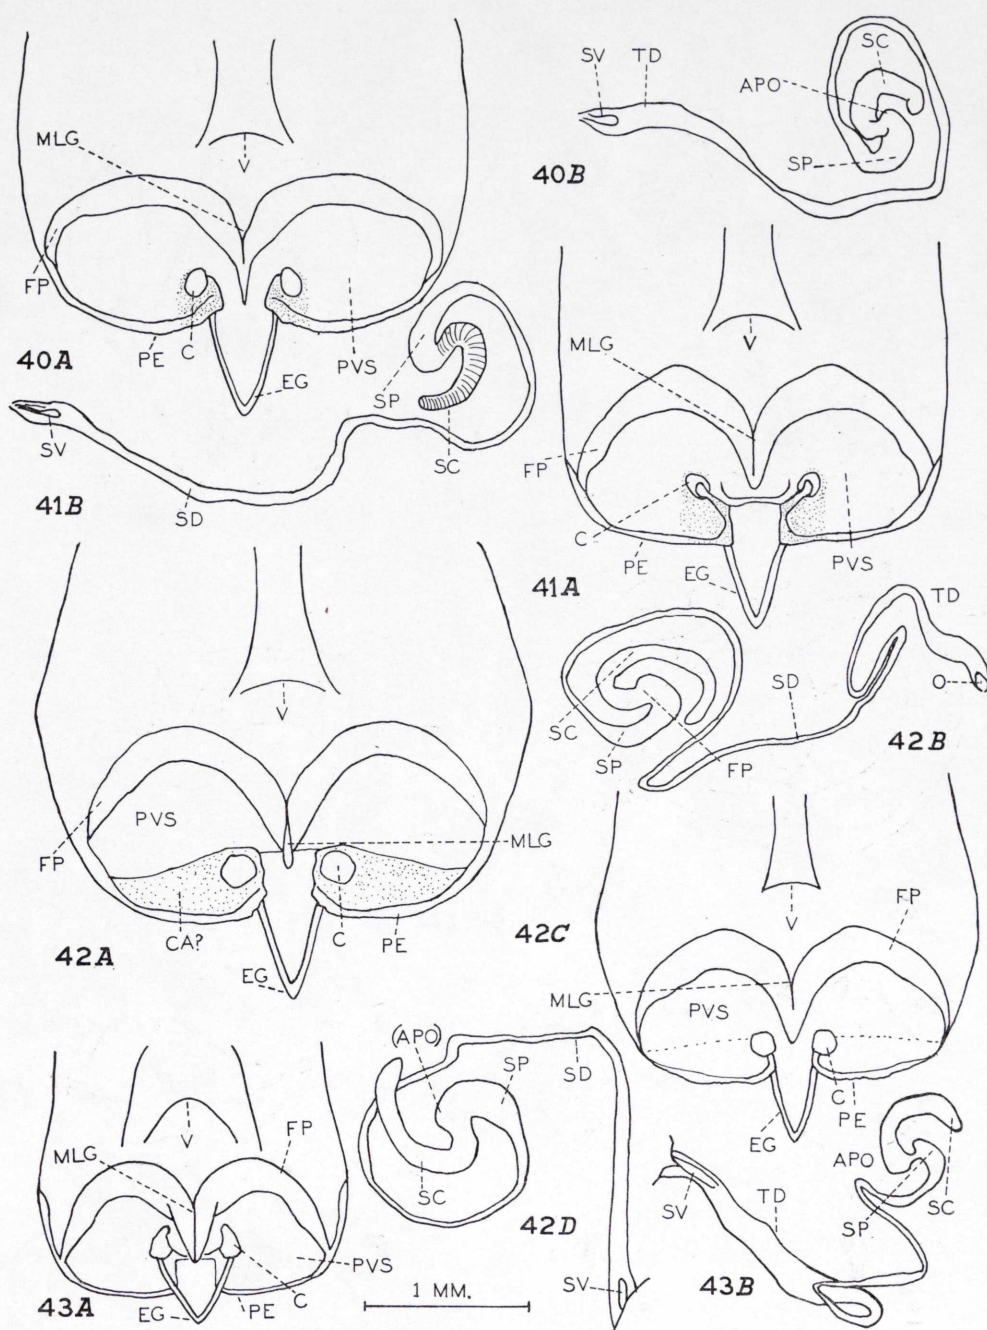 SC
SV TD
APO
MLG
SP
40B
V
FP
MLG
PE C
PVS
40A
EG
SP
SV
SC
FP
41B
SD
V
C
PE
PVS
EG
41A
TD
SD
O
SC
SP
FP
42B
V
PVS
FP
MLG
CA?
C
PE
42A
EG
42C
V
FP
MLG
PVS
C
PE
EG
(APO)
SP
SD
SC
42D
SV
1 MM.
V
FP
MLG
PVS
C
43A
EG
PE
APO
SC
SV
TD
SP
43B